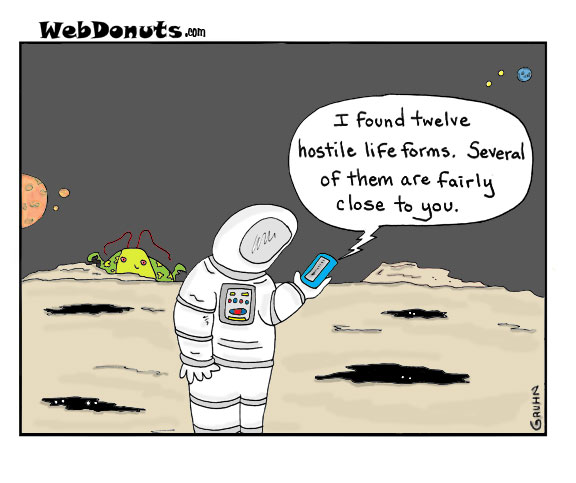 WebDonuts.com
I found twelve
hostile life forms. Several
of them are fairly
close to you.
GRUHN